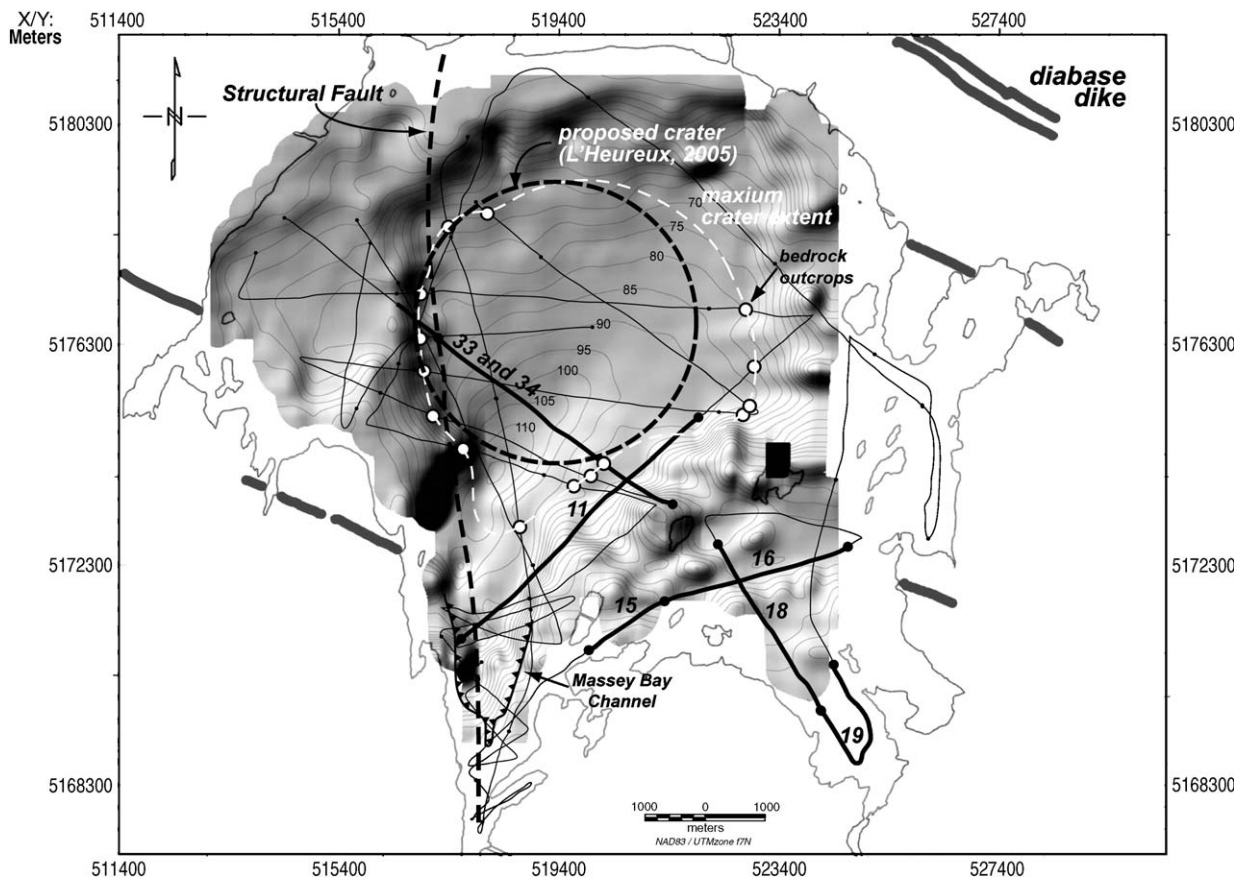 X/Y:
Meters
511400 515400 519400 523400 527400
diabase
dike
Structural Fault
5180300 5180300
N
proposed crater
(L'Heureux, 2005)
maxium
crater extent
70
75
80
bedrock
outcrops
85
90
5176300 5176300
33 and 34
95
100
105
110
11
5172300 5172300
16
15
18
Massey Bay
Channel
19
5168300 5168300
1000 0 1000
meters
NAD83 / UTMzone f7N
511400 515400 519400 523400 527400